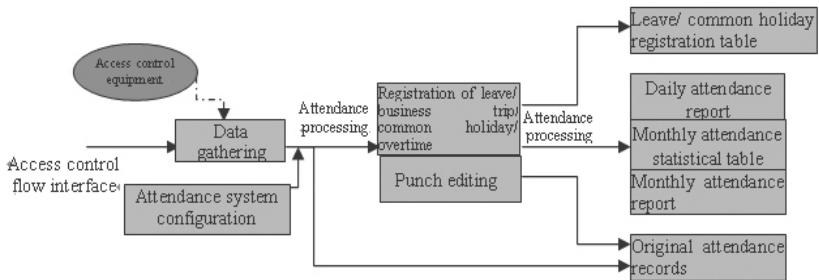 Access control
equipment
Access control
flow interface
Data
gathering
Attendance system
configuration
Attendance
processing
Registration of leave/
business trip/
common holiday/
overtime
Punch editing
Attendance
processing
Leave/ common holiday
registration table
Daily attendance
report
Monthly attendance
statistical table
Monthly attendance
report
Original attendance
records